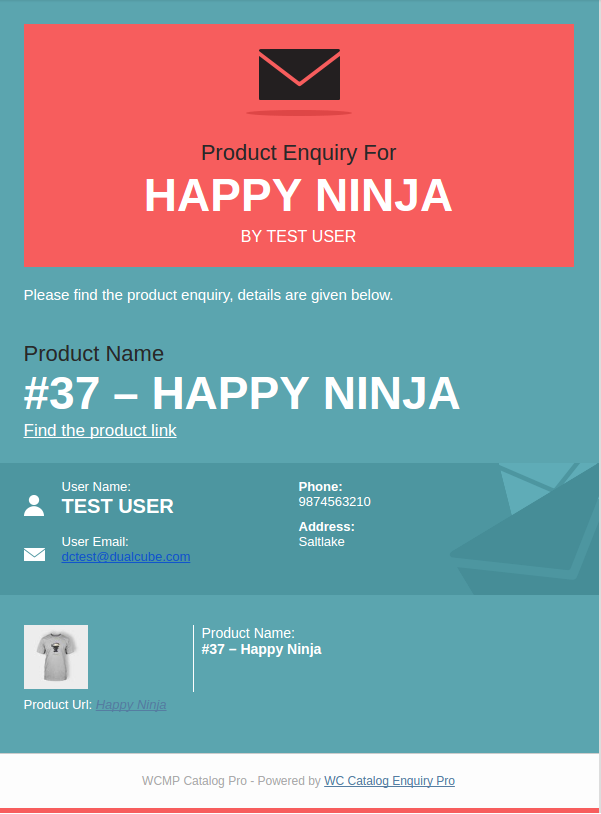 Product Enquiry For
HAPPY NINJA
BY TEST USER
Please find the product enquiry, details are given below.
Product Name
#37 – HAPPY NINJA
Find the product link
User Name:
TEST USER
User Email:
dctest@dualcube.com
Phone:
9874563210
Address:
Saltlake
Product Url: Happy Ninja
Product Name:
#37 – Happy Ninja
WCMP Catalog Pro - Powered by WC Catalog Enquiry Pro